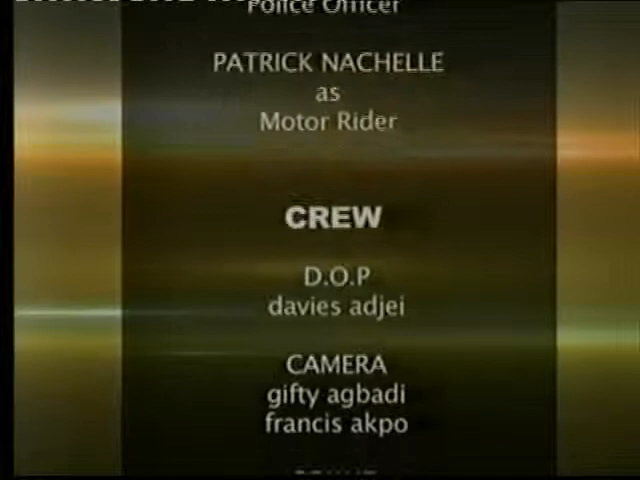 Police Officer
PATRICK NACHELLE
as
Motor Rider
CREW
D.O.P
davies adjei
CAMERA
gifty agbadi
francis akpo